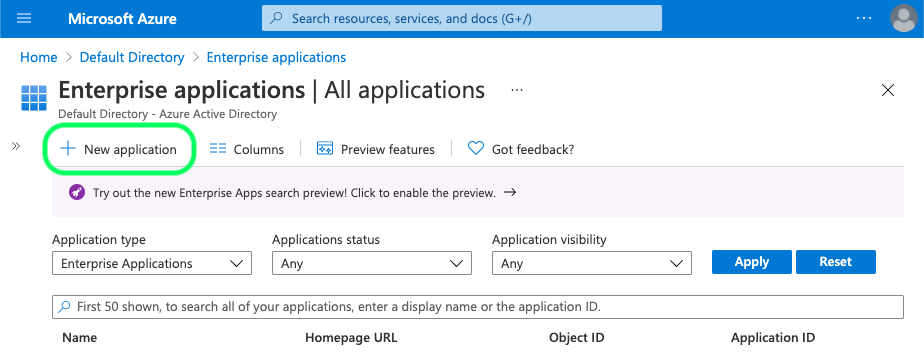 Microsoft Azure
Search resources, services, and docs (G+/)
Home > Default Directory > Enterprise applications
Enterprise applications | All applications ...
Default Directory - Azure Active Directory
New application
Columns
Preview features
Got feedback?
Try out the new Enterprise Apps search preview! Click to enable the preview. →
Application type
Applications status
Application visibility
Enterprise Applications
Any
Any
Apply
Reset
First 50 shown, to search all of your applications, enter a display name or the application ID.
Name
Homepage URL
Object ID
Application ID